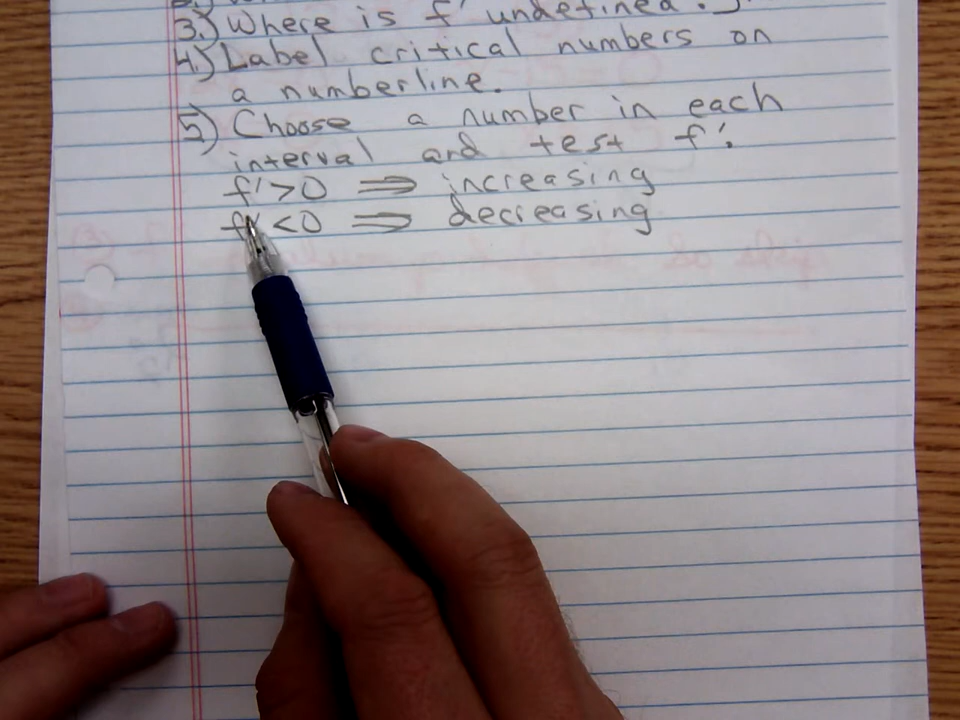 3.) Where is f' undefined.
4.) Label critical numbers on
a numberline.
5.) Choose a number in each
interval and test f'.
f' > 0 ⇒ increasing
f' < 0 ⇒ decreasing